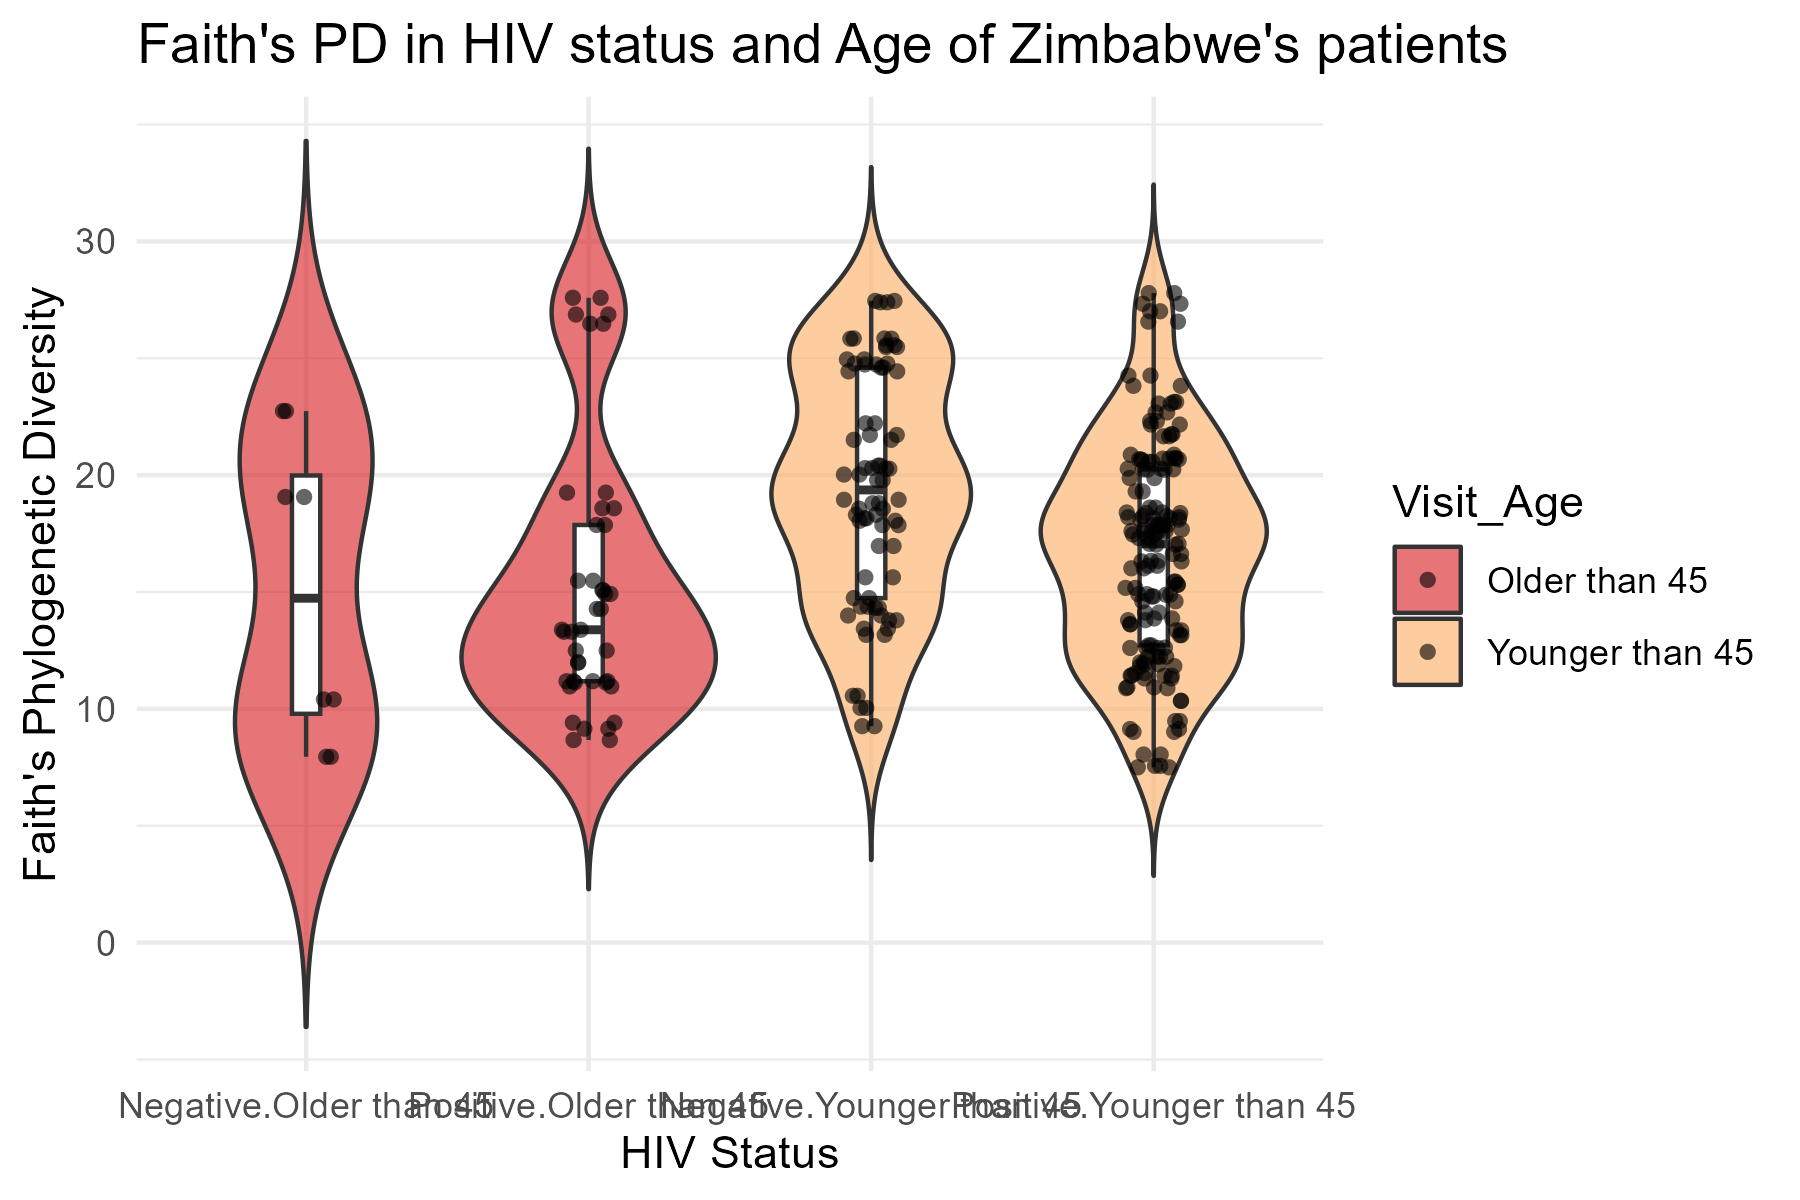 Faith's PD in HIV status and Age of Zimbabwe's patients
Faith's Phylogenetic Diversity
30
20
10
0
Negative.Older than 45
Positive.Older than 45
Negative.Younger than 45
Positive.Younger than 45
HIV Status
Visit_Age
Older than 45
Younger than 45